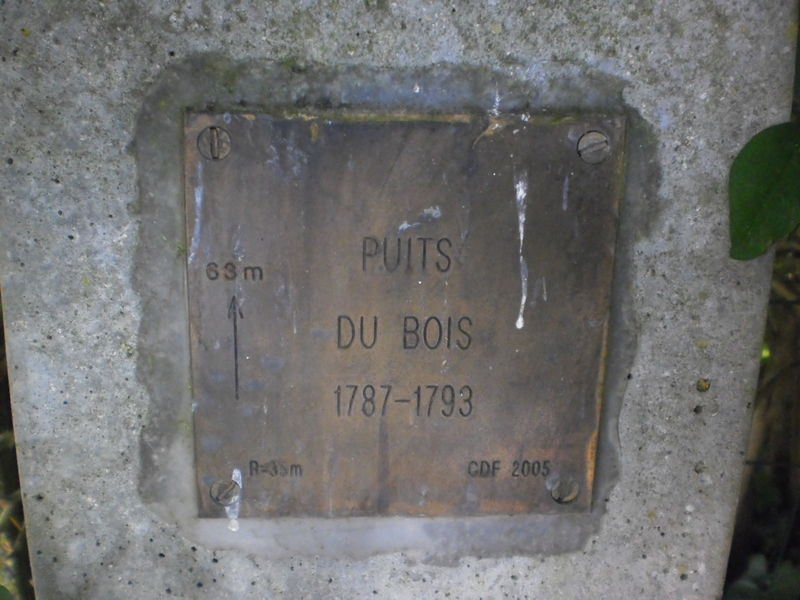 PUITS
63m
DU BOIS
1787-1793
R=35m
CDF 2005